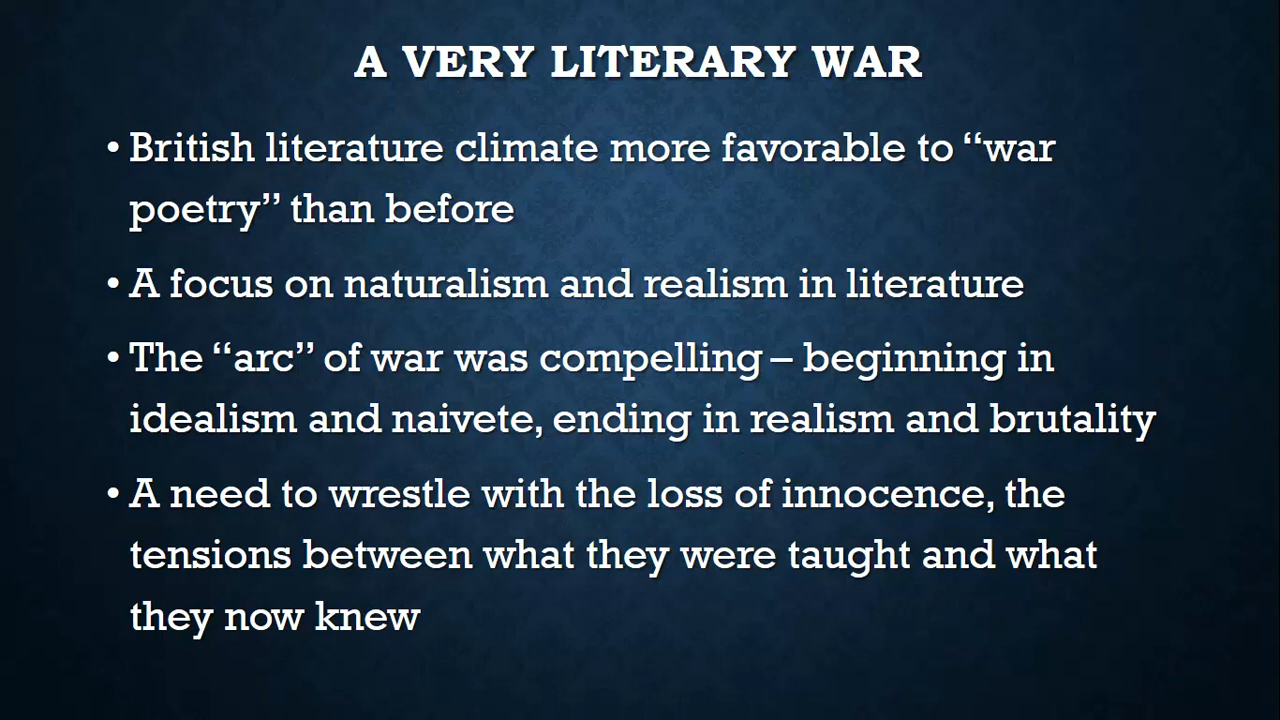 A VERY LITERARY WAR
• British literature climate more favorable to “war
poetry” than before
• A focus on naturalism and realism in literature
• The “arc” of war was compelling – beginning in
idealism and naivete, ending in realism and brutality
• A need to wrestle with the loss of innocence, the
tensions between what they were taught and what
they now knew